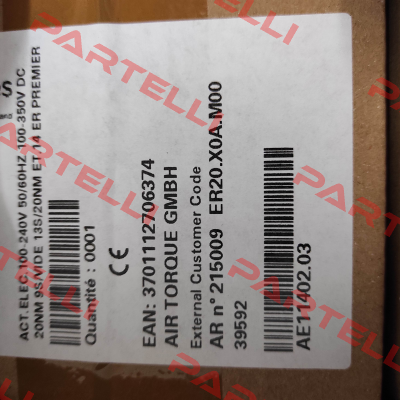 PS
ACT. ELEC. 100-240V 50/60HZ 100-350V DC
20NM 9S/MDE 13S/20NM ET 14 ER PREMIER
Quantité : 0001
CE
EAN: 3701112706374
AIR TORQUE GMBH
External Customer Code
AR n° 215009 ER20.X0A.M00
39592
AE11402.03
PARTELLI
PARTELLI
PARTELLI
PARTELLI
PARTELLI